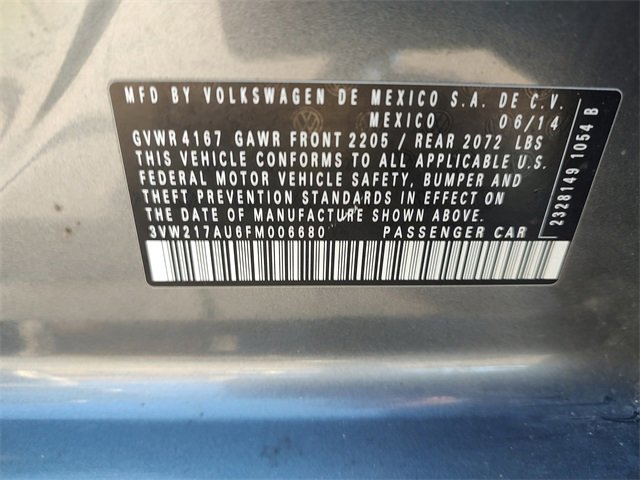 MFD BY VOLKSWAGEN DE MEXICO S.A. DE C.V.
MEXICO 06/14
GVWR 4167 GAWR FRONT 2205 / REAR 2072 LBS
THIS VEHICLE CONFORMS TO ALL APPLICABLE U.S.
FEDERAL MOTOR VEHICLE SAFETY, BUMPER AND
THEFT PREVENTION STANDARDS IN EFFECT ON
THE DATE OF MANUFACTURE SHOWN ABOVE.
3VW217AU6FM006680 PASSENGER CAR
2328149 1054 B